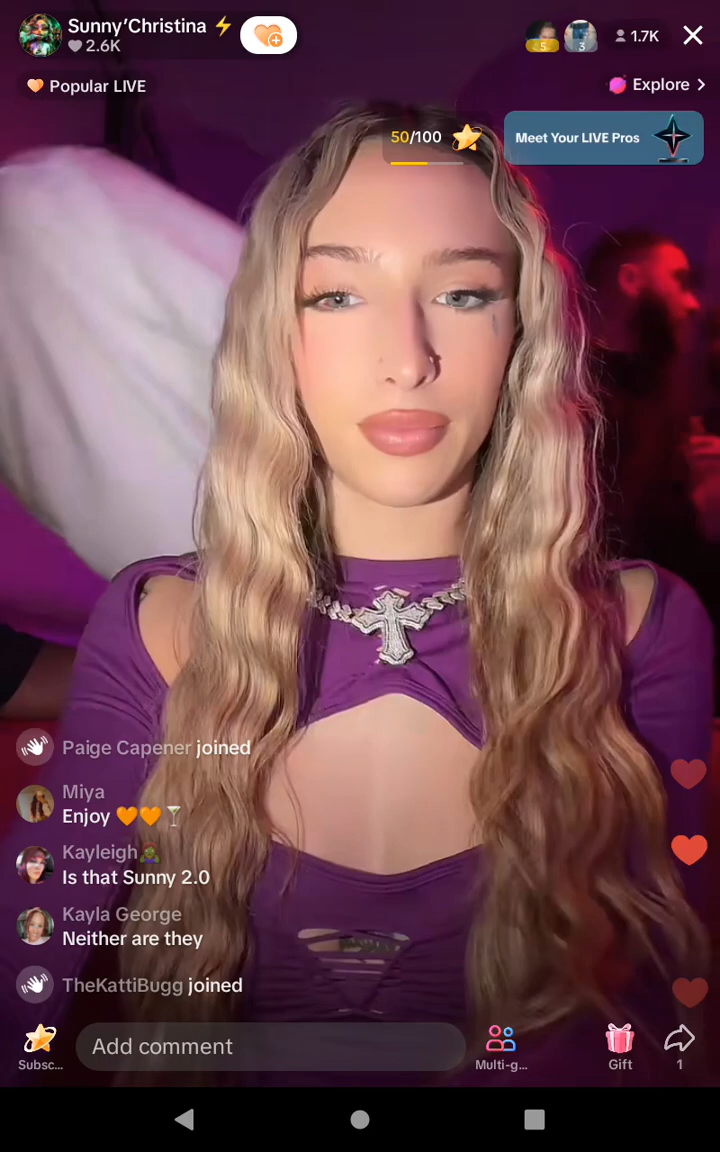 Sunny'Christina ⚡
2.6K
5
3
1.7K
Popular LIVE
Explore
50/100
Meet Your LIVE Pros
Paige Capener joined
Miya
Enjoy 🧡🧡🍸
Kayleigh🧟‍♀️
Is that Sunny 2.0
Kayla George
Neither are they
TheKattiBugg joined
Add comment
Subsc...
Multi-g...
Gift
1